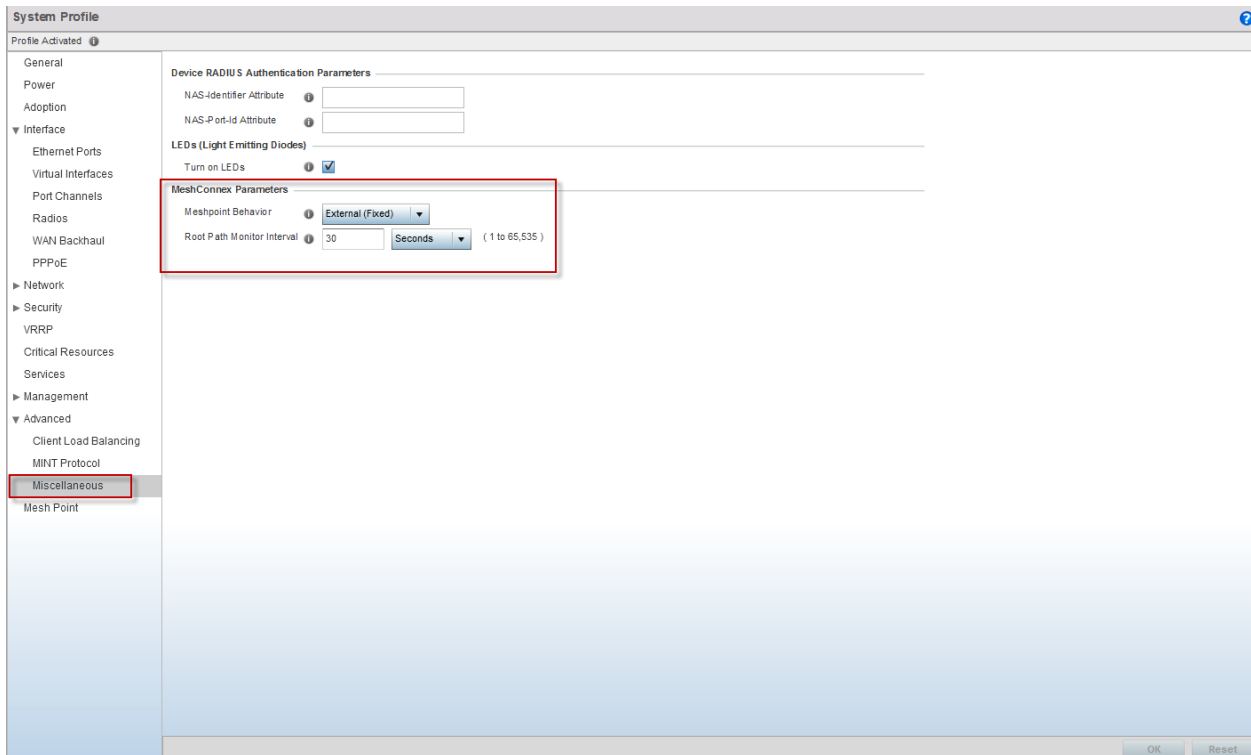 System Profile
Profile Activated
General
Power
Adoption
Interface
Ethernet Ports
Virtual Interfaces
Port Channels
Radios
WAN Backhaul
PPPoE
Network
Security
VRRP
Critical Resources
Services
Management
Advanced
Client Load Balancing
MINT Protocol
Miscellaneous
Mesh Point
Device RADIUS Authentication Parameters
NAS-Identifier Attribute
NAS-Port-Id Attribute
LEDs (Light Emitting Diodes)
Turn on LEDs
MeshConnex Parameters
Meshpoint Behavior External (Fixed)
Root Path Monitor Interval 30 Seconds ( 1 to 65,535 )
OK Reset